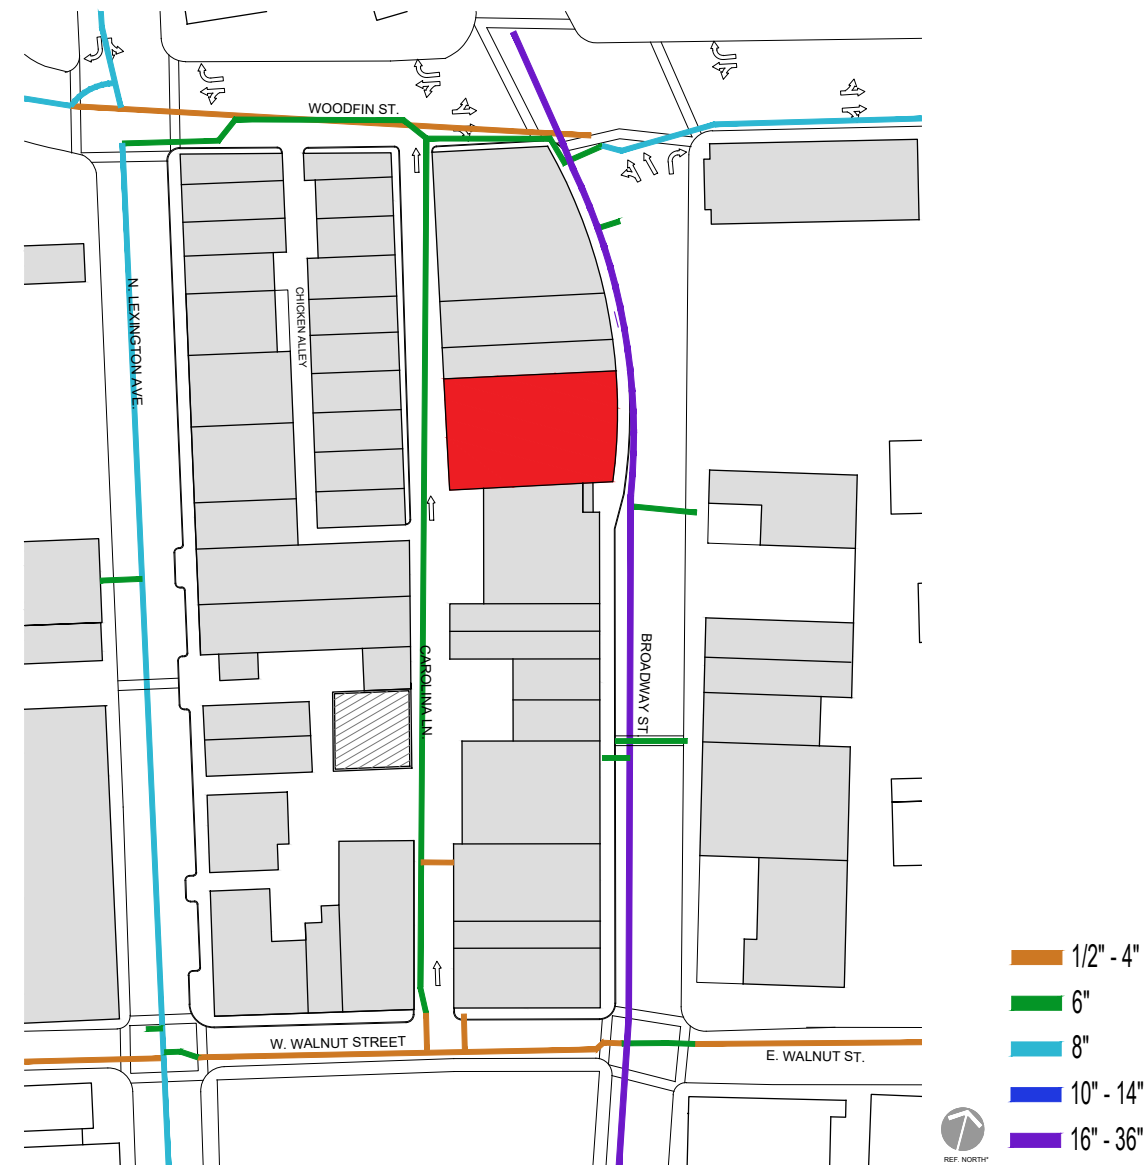 WOODFIN ST.
N. LEXINGTON AVE.
CHICKEN ALLEY
CAROLINA LN.
BROADWAY ST.
W. WALNUT STREET
E. WALNUT ST.
1/2" - 4"
6"
8"
10" - 14"
16" - 36"
REF. NORTH"